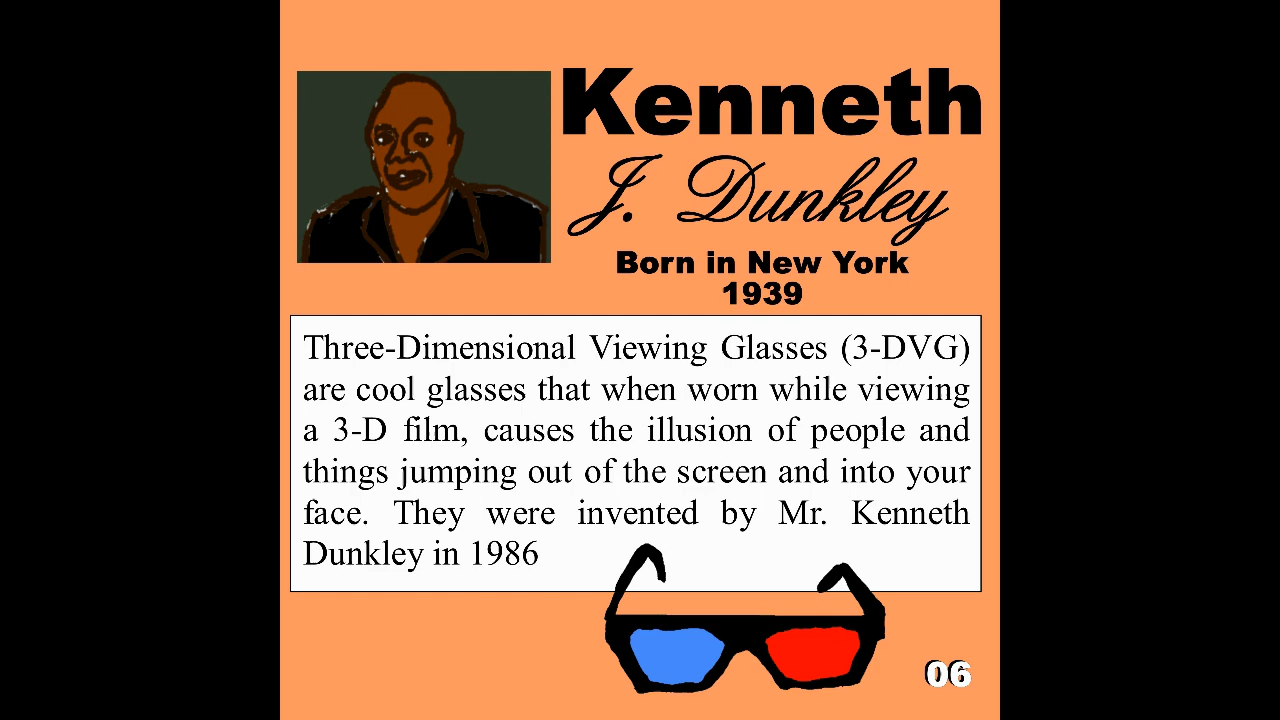 Kenneth
J. Dunkley
Born in New York
1939
Three-Dimensional Viewing Glasses (3-DVG)
are cool glasses that when worn while viewing
a 3-D film, causes the illusion of people and
things jumping out of the screen and into your
face. They were invented by Mr. Kenneth
Dunkley in 1986
06